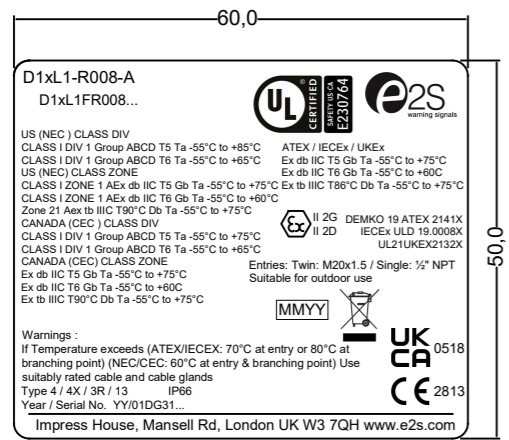 60,0
D1xL1-R008-A
D1xL1FR008...
UL
CERTIFIED
SAFETY US CA
E230764
e2S
warning signals
US (NEC ) CLASS DIV
CLASS I DIV 1 Group ABCD T5 Ta -55°C to +85°C
CLASS I DIV 1 Group ABCD T6 Ta -55°C to +65°C
US (NEC) CLASS ZONE
CLASS I ZONE 1 AEx db IIC T5 Gb Ta -55°C to +75°C
CLASS I ZONE 1 AEx db IIC T6 Gb Ta -55°C to +60°C
Zone 21 Aex tb IIIC T90°C Db Ta -55°C to +75°C
CANADA (CEC ) CLASS DIV
CLASS I DIV 1 Group ABCD T5 Ta -55°C to +75°C
CLASS I DIV 1 Group ABCD T6 Ta -55°C to +65°C
CANADA (CEC) CLASS ZONE
Ex db IIC T5 Gb Ta -55°C to +75°C
Ex db IIC T6 Gb Ta -55°C to +60C
Ex tb IIIC T90°C Db Ta -55°C to +75°C
ATEX / IECEx / UKEx
Ex db IIC T5 Gb Ta -55°C to +75°C
Ex db IIC T6 Gb Ta -55°C to +60C
Ex tb IIIC T86°C Db Ta -55°C to +75°C
Ex
II 2G
II 2D
DEMKO 19 ATEX 2141X
IECEx ULD 19.0008X
UL21UKEX2132X
Entries: Twin: M20x1.5 / Single: ½" NPT
Suitable for outdoor use
MMYY
Warnings :
If Temperature exceeds (ATEX/IECEX: 70°C at entry or 80°C at
branching point) (NEC/CEC: 60°C at entry & branching point) Use
suitably rated cable and cable glands
Type 4 / 4X / 3R / 13 IP66
Year / Serial No. YY/01DG31...
UK
CA
0518
CE 2813
Impress House, Mansell Rd, London UK W3 7QH www.e2s.com
50,0